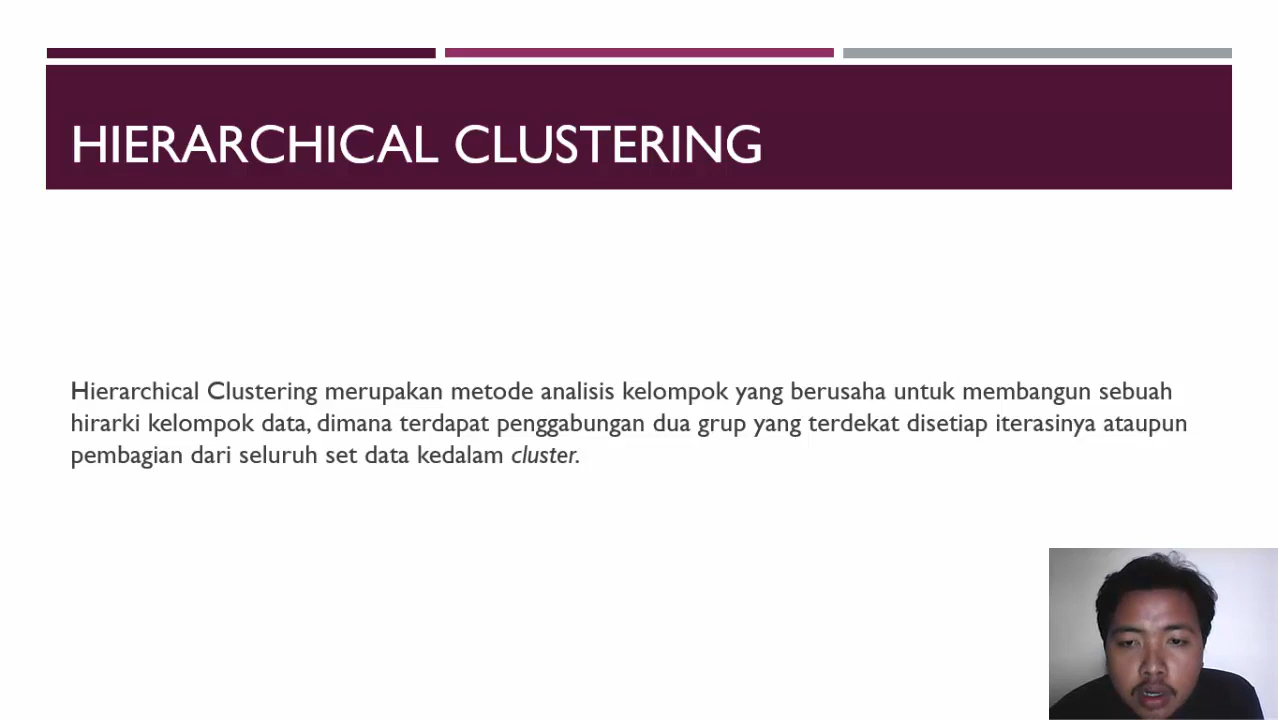 HIERARCHICAL CLUSTERING
Hierarchical Clustering merupakan metode analisis kelompok yang berusaha untuk membangun sebuah
hirarki kelompok data, dimana terdapat penggabungan dua grup yang terdekat disetiap iterasinya ataupun
pembagian dari seluruh set data kedalam cluster.